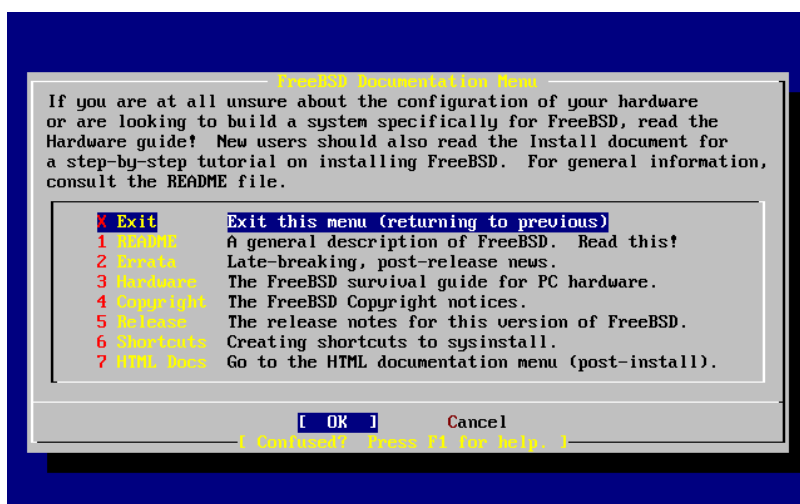 FreeBSD Documentation Menu
If you are at all unsure about the configuration of your hardware
or are looking to build a system specifically for FreeBSD, read the
Hardware guide!  New users should also read the Install document for
a step-by-step tutorial on installing FreeBSD.  For general information,
consult the README file.
X Exit Exit this menu (returning to previous)
1 README A general description of FreeBSD.  Read this!
2 Errata Late-breaking, post-release news.
3 Hardware The FreeBSD survival guide for PC hardware.
4 Copyright The FreeBSD Copyright notices.
5 Release The release notes for this version of FreeBSD.
6 Shortcuts Creating shortcuts to sysinstall.
7 HTML Docs Go to the HTML documentation menu (post-install).
[ OK ] Cancel
[ Confused?  Press F1 for help. ]